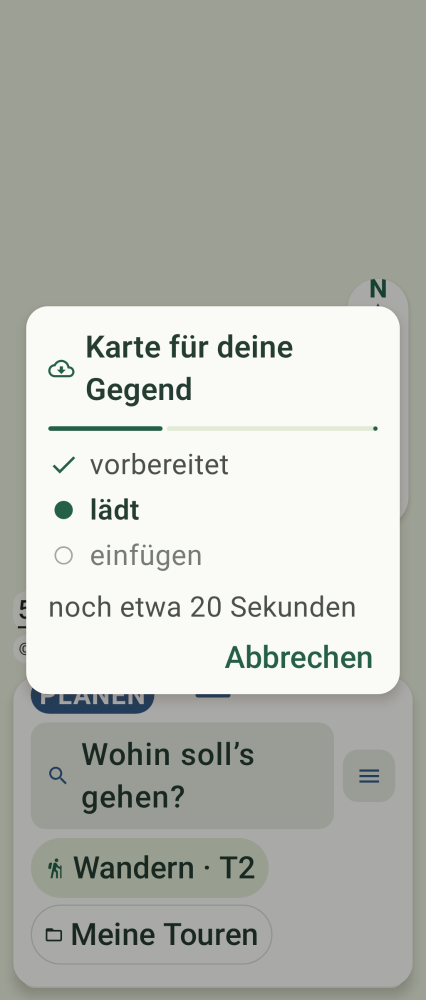 N
Karte für deine
Gegend
vorbereitet
lädt
einfügen
noch etwa 20 Sekunden
Abbrechen
PLANEN
Wohin soll’s
gehen?
Wandern · T2
Meine Touren